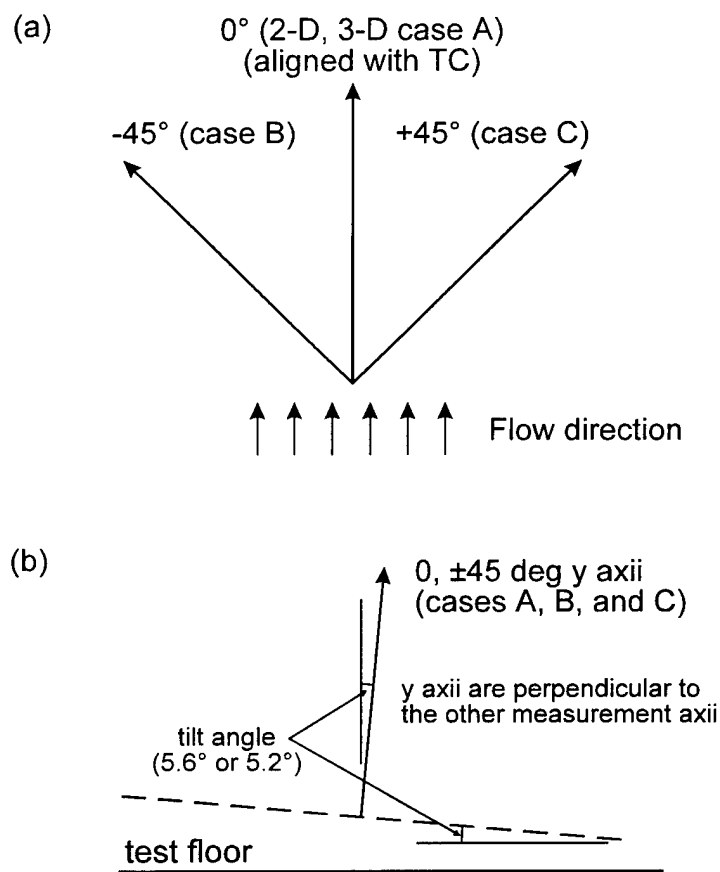 (a)
0° (2-D, 3-D case A)
(aligned with TC)
-45° (case B)
+45° (case C)
Flow direction
(b)
0, ±45 deg y axii
(cases A, B, and C)
y axii are perpendicular to
the other measurement axii
tilt angle
(5.6° or 5.2°)
test floor